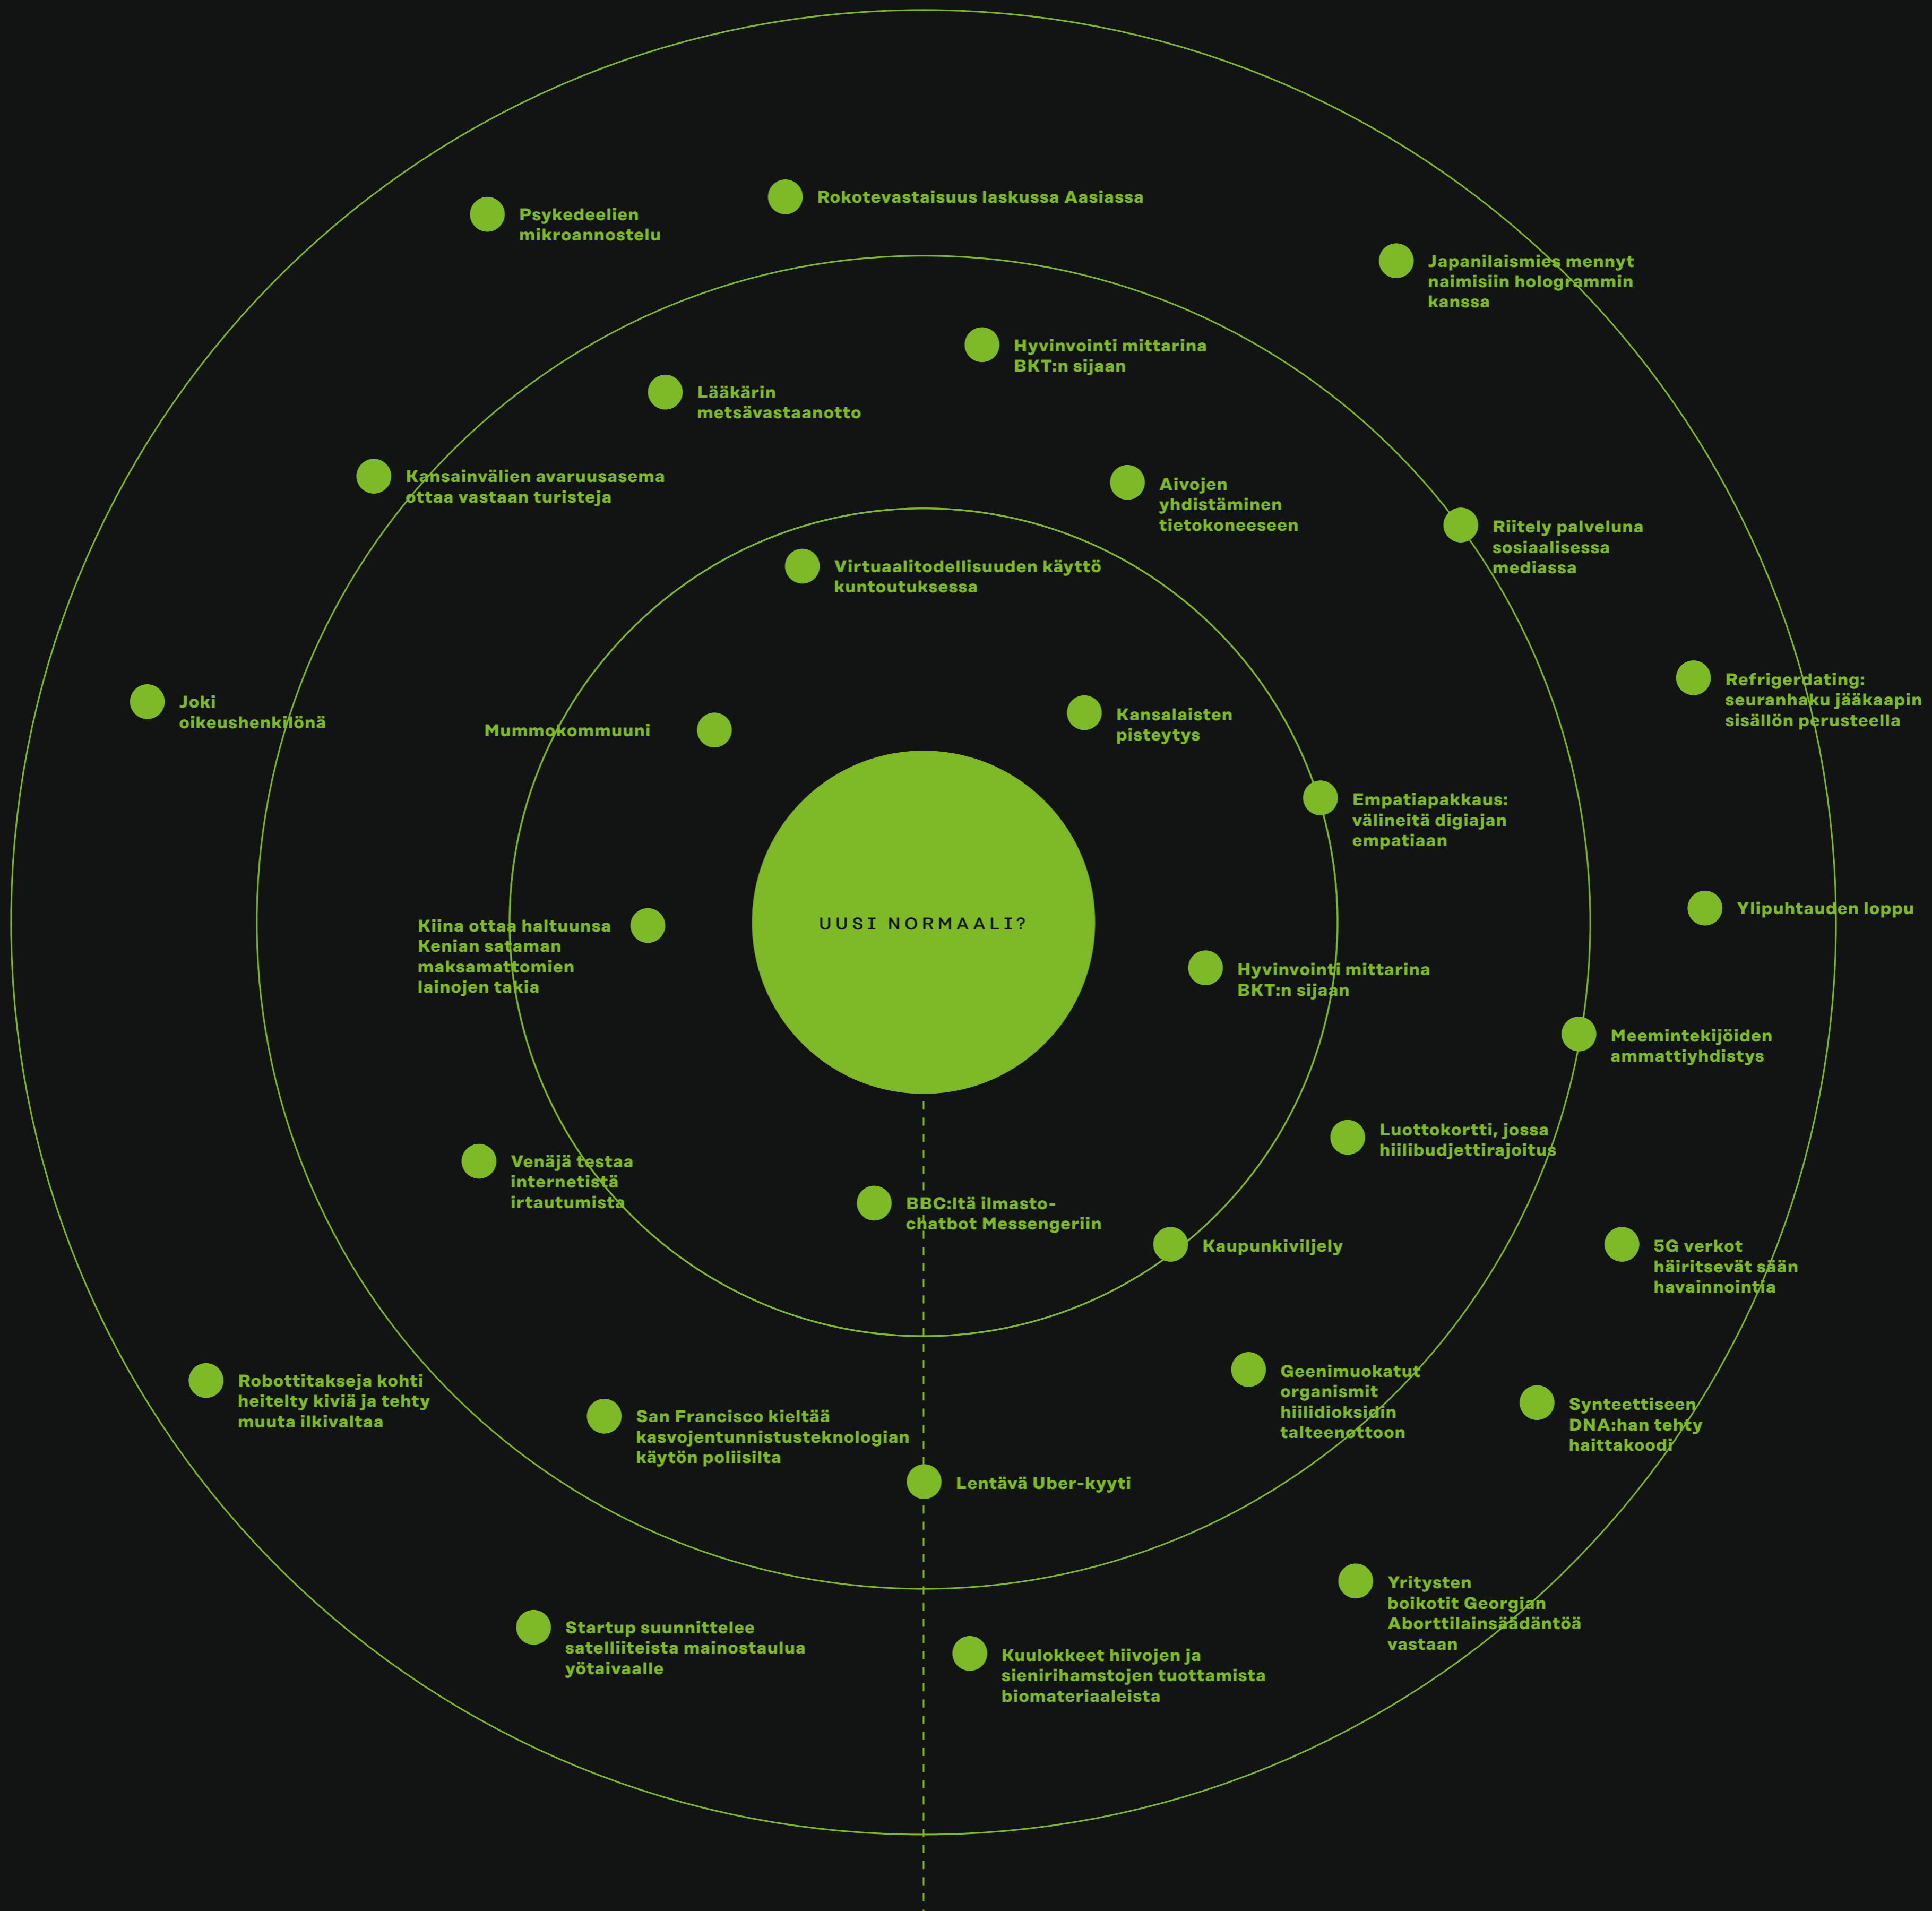 Rokotevastaisuus laskussa Aasiassa
Psykedeelien
mikroannostelu
Japanilaismies mennyt
naimisiin hologrammin
kanssa
Hyvinvointi mittarina
BKT:n sijaan
Lääkärin
metsävastaanotto
Kansainvälien avaruusasema
ottaa vastaan turisteja
Aivojen
yhdistäminen
tietokoneeseen
Riitely palveluna
sosiaalisessa
mediassa
Virtuaalitodellisuuden käyttö
kuntoutuksessa
Refrigerdating:
seuranhaku jääkaapin
sisällön perusteella
Joki
oikeushenkilönä
Mummokommuuni
Kansalaisten
pisteytys
Empatiapakkaus:
välineitä digiajan
empatiaan
Ylipuhtauden loppu
UUSI NORMAALI?
Kiina ottaa haltuunsa
Kenian sataman
maksamattomien
lainojen takia
Hyvinvointi mittarina
BKT:n sijaan
Meemintekijöiden
ammattiyhdistys
Luottokortti, jossa
hiilibudjettirajoitus
Venäjä testaa
internetistä
irtautumista
BBC:ltä ilmasto-
chatbot Messengeriin
Kaupunkiviljely
5G verkot
häiritsevät sään
havainnointia
Robottitakseja kohti
heitelty kiviä ja tehty
muuta ilkivaltaa
Geenimuokatut
organismit
hiilidioksidin
talteenottoon
Synteettiseen
DNA:han tehty
haittakoodi
San Francisco kieltää
kasvojentunnistusteknologian
käytön poliisilta
Lentävä Uber-kyyti
Yritysten
boikotit Georgian
Aborttilainsäädäntöä
vastaan
Startup suunnittelee
satelliiteista mainostaulua
yötaivaalle
Kuulokkeet hiivojen ja
sienirihamstojen tuottamista
biomateriaaleista